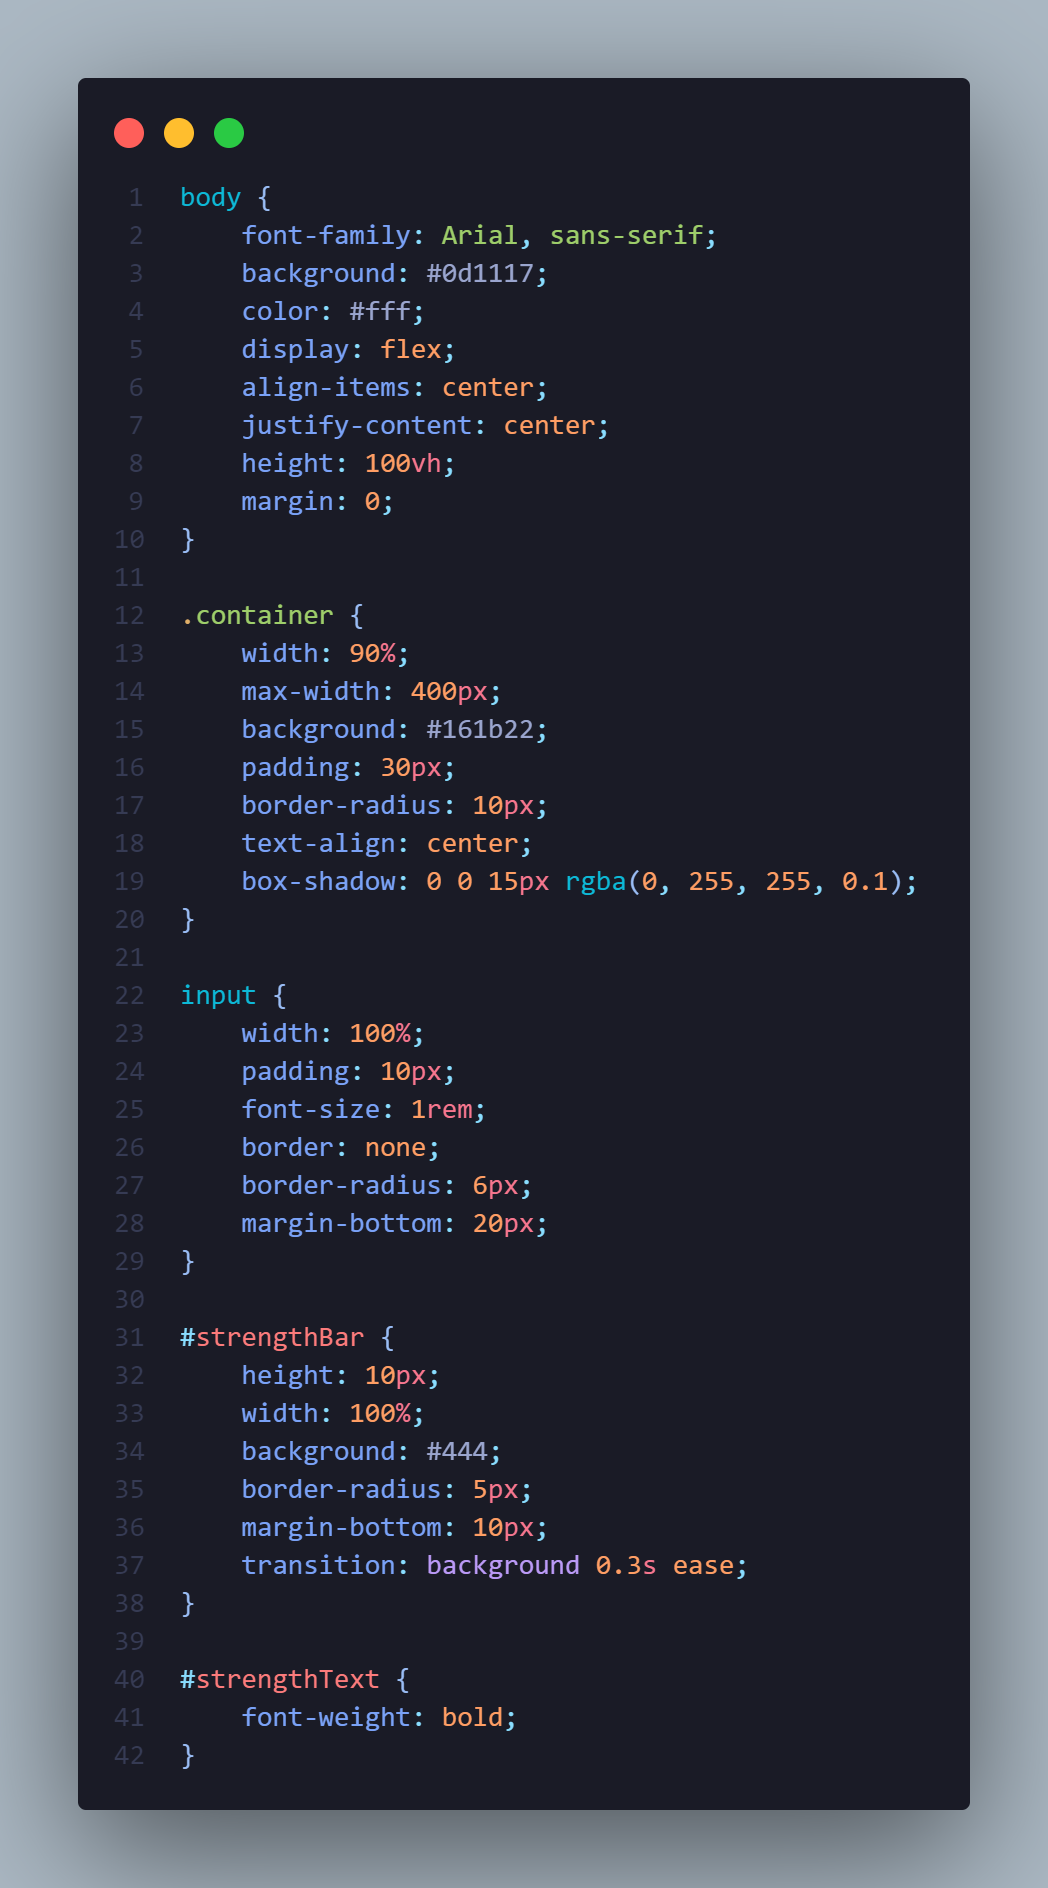 1 body {
2     font-family: Arial, sans-serif;
3     background: #0d1117;
4     color: #fff;
5     display: flex;
6     align-items: center;
7     justify-content: center;
8     height: 100vh;
9     margin: 0;
10 }
11
12 .container {
13     width: 90%;
14     max-width: 400px;
15     background: #161b22;
16     padding: 30px;
17     border-radius: 10px;
18     text-align: center;
19     box-shadow: 0 0 15px rgba(0, 255, 255, 0.1);
20 }
21
22 input {
23     width: 100%;
24     padding: 10px;
25     font-size: 1rem;
26     border: none;
27     border-radius: 6px;
28     margin-bottom: 20px;
29 }
30
31 #strengthBar {
32     height: 10px;
33     width: 100%;
34     background: #444;
35     border-radius: 5px;
36     margin-bottom: 10px;
37     transition: background 0.3s ease;
38 }
39
40 #strengthText {
41     font-weight: bold;
42 }